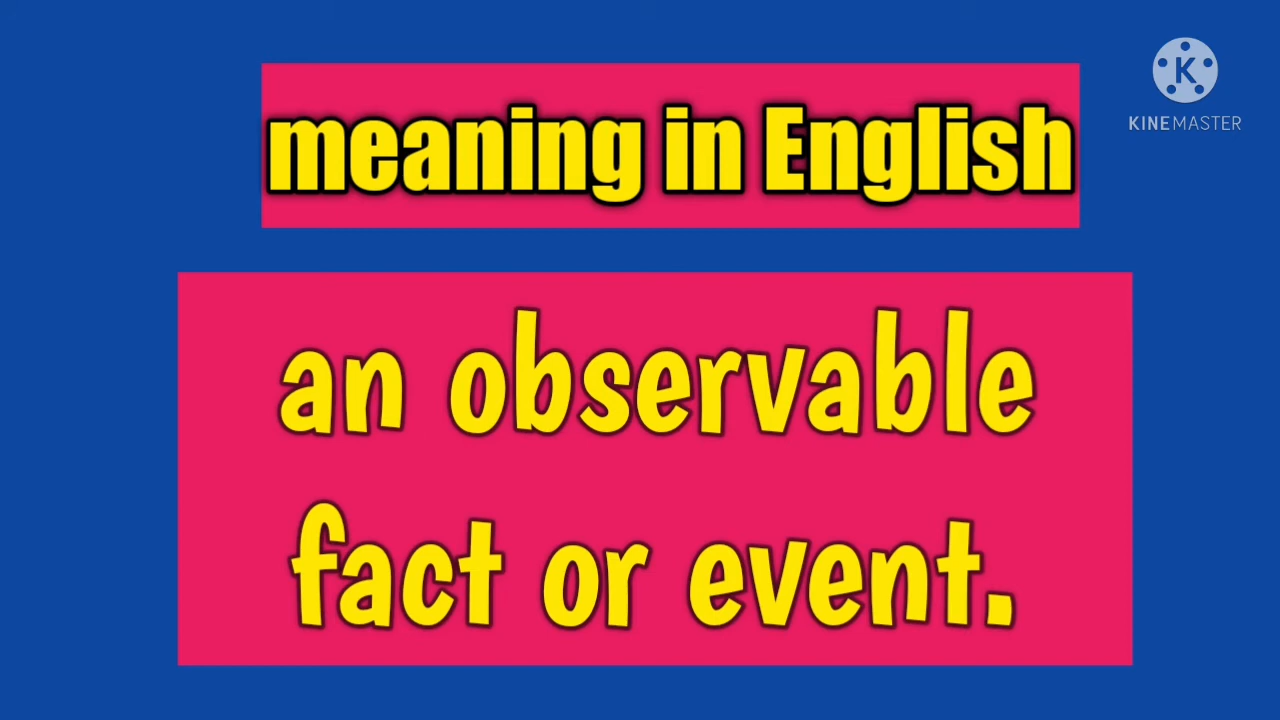 K
KINEMASTER
meaning in English
an observable
fact or event.